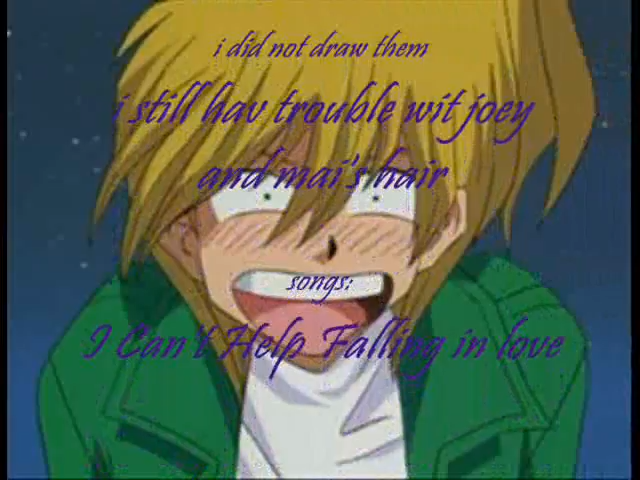 i did not draw them
i still hav trouble wit joey
and mai's hair
songs:
I Can't Help Falling in love